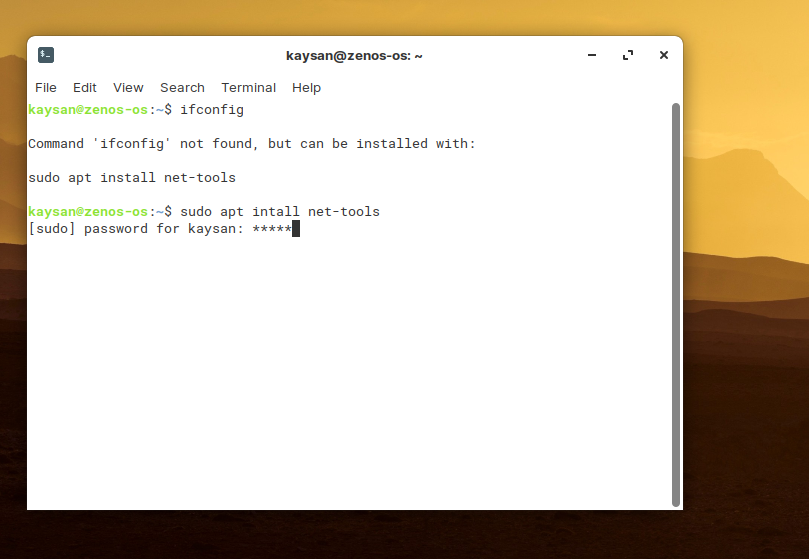 $_
kaysan@zenos-os: ~
File Edit View Search Terminal Help
kaysan@zenos-os:~$ ifconfig
Command 'ifconfig' not found, but can be installed with:
sudo apt install net-tools
kaysan@zenos-os:~$ sudo apt intall net-tools
[sudo] password for kaysan: *****